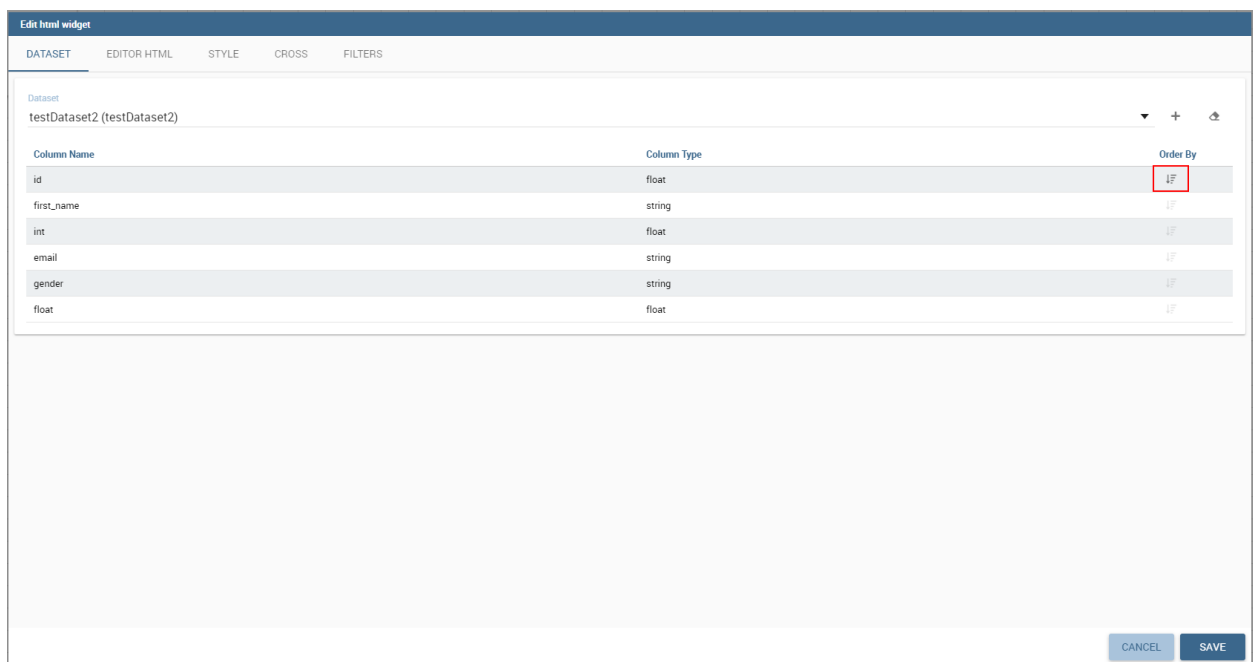 Edit html widget
DATASET EDITOR HTML STYLE CROSS FILTERS
Dataset
testDataset2 (testDataset2)
Column Name Column Type Order By
id float
first_name string
int float
email string
gender string
float float
CANCEL SAVE